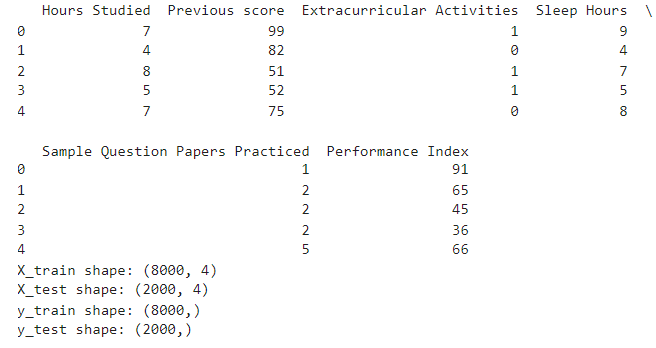 Hours Studied  Previous score  Extracurricular Activities  Sleep Hours  \
0              7              99                           1            9
1              4              82                           0            4
2              8              51                           1            7
3              5              52                           1            5
4              7              75                           0            8
   Sample Question Papers Practiced  Performance Index
0                                 1                 91
1                                 2                 65
2                                 2                 45
3                                 2                 36
4                                 5                 66
X_train shape: (8000, 4)
X_test shape: (2000, 4)
y_train shape: (8000,)
y_test shape: (2000,)